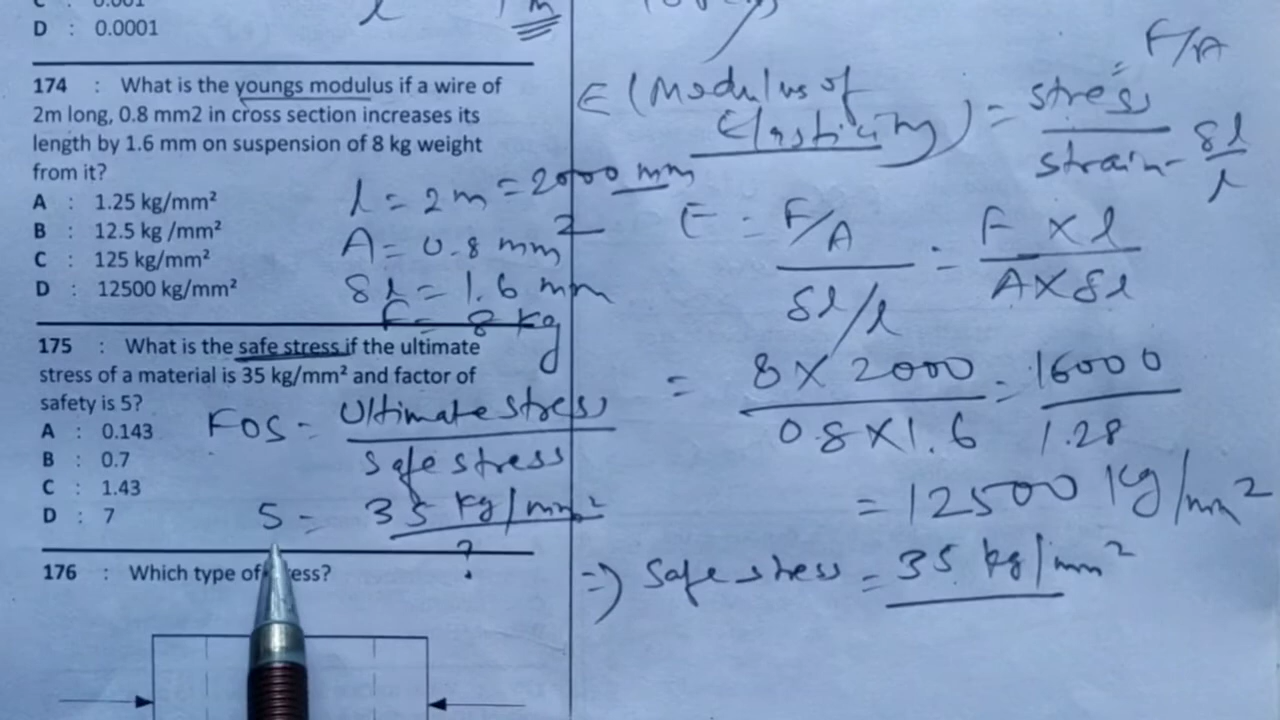 D : 0.0001
174 : What is the youngs modulus if a wire of
2m long, 0.8 mm2 in cross section increases its
length by 1.6 mm on suspension of 8 kg weight
from it?
A : 1.25 kg/mm²
B : 12.5 kg /mm²
C : 125 kg/mm²
D : 12500 kg/mm²
l = 2m = 2000 mm
A = 0.8 mm²
δl = 1.6 mm
F = 8 kg
175 : What is the safe stress if the ultimate
stress of a material is 35 kg/mm² and factor of
safety is 5?
A : 0.143
B : 0.7
C : 1.43
D : 7
FOS = Ultimate stress
safe stress
5 = 35 kg/mm²
?
176 : Which type of ress?
= F/A
E (Modulus of
Elasticity) = stress
strain = δl
l
E = F/A = F × l
δl/l A × δl
= 8 × 2000 = 16000
0.8 × 1.6 1.28
= 12500 kg/mm²
=> Safe stress = 35 kg/mm²